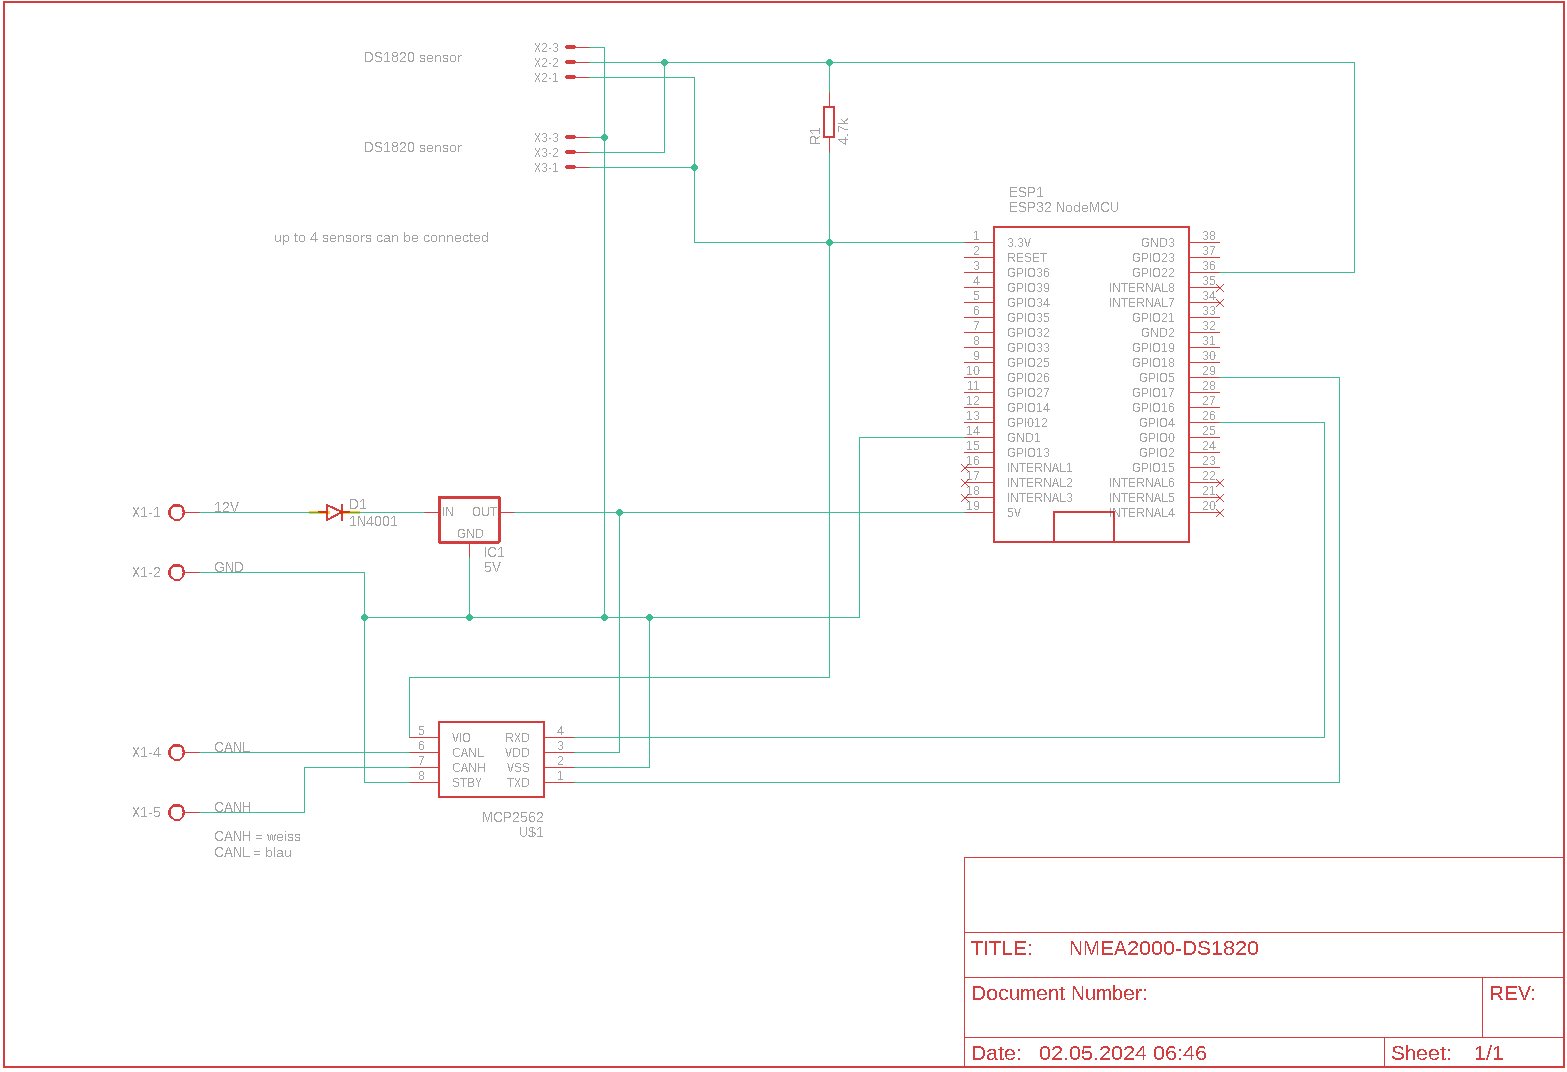 DS1820 sensor
X2-3
X2-2
X2-1
DS1820 sensor
X3-3
X3-2
X3-1
R1
4.7k
up to 4 sensors can be connected
ESP1
ESP32 NodeMCU
1 3.3V GND3 38
2 RESET GPIO23 37
3 GPIO36 GPIO22 36
4 GPIO39 INTERNAL8 35
5 GPIO34 INTERNAL7 34
6 GPIO35 GPIO21 33
7 GPIO32 GND2 32
8 GPIO33 GPIO19 31
9 GPIO25 GPIO18 30
10 GPIO26 GPIO5 29
11 GPIO27 GPIO17 28
12 GPIO14 GPIO16 27
13 GPI012 GPIO4 26
14 GND1 GPIO0 25
15 GPIO13 GPIO2 24
16 INTERNAL1 GPIO15 23
17 INTERNAL2 INTERNAL6 22
18 INTERNAL3 INTERNAL5 21
19 5V INTERNAL4 20
X1-1 12V
D1
1N4001
IN OUT
GND
IC1
5V
X1-2 GND
5 VIO RXD 4
6 CANL VDD 3
7 CANH VSS 2
8 STBY TXD 1
MCP2562
U$1
X1-4 CANL
X1-5 CANH
CANH = weiss
CANL = blau
TITLE: NMEA2000-DS1820
Document Number:
REV:
Date: 02.05.2024 06:46
Sheet: 1/1